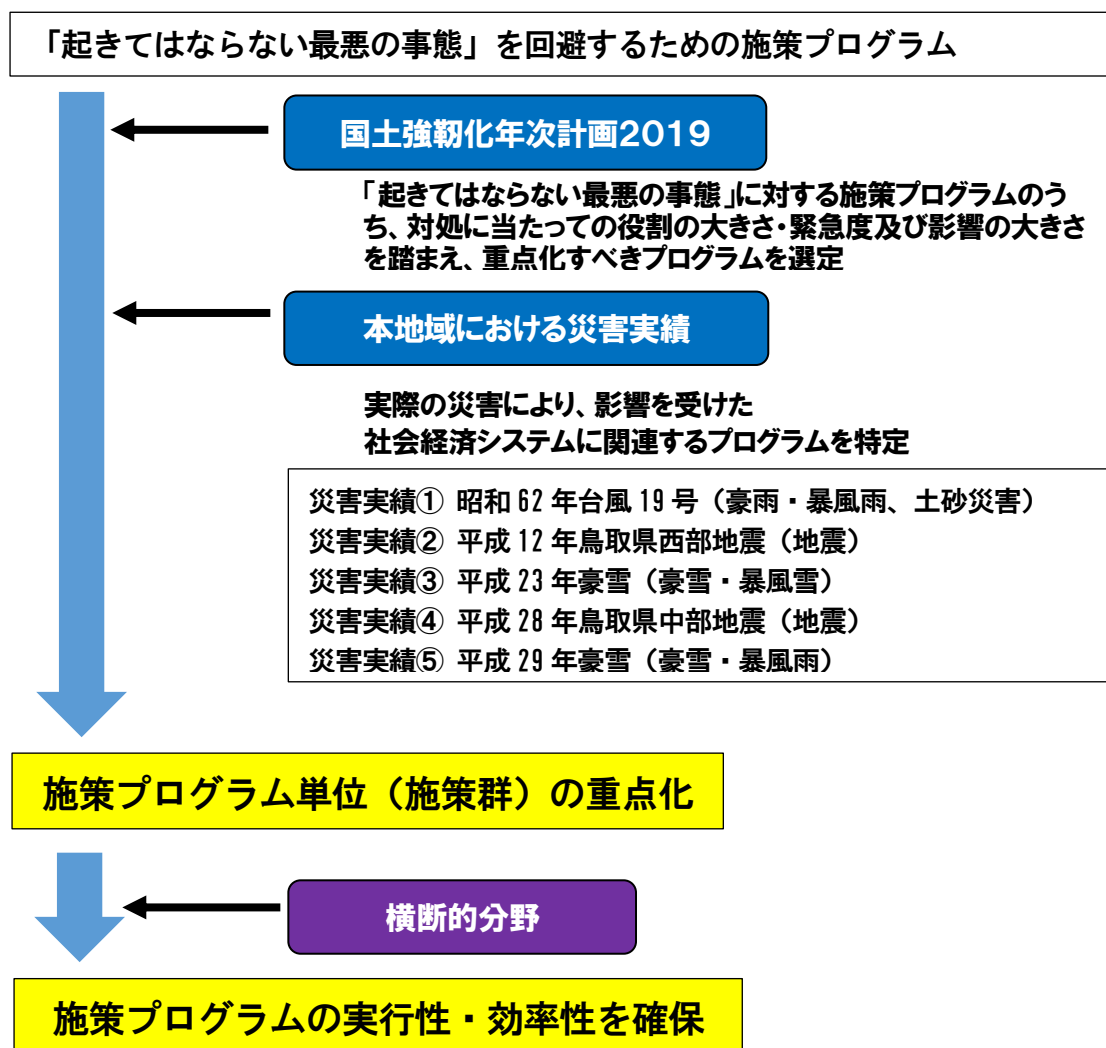 「起きてはならない最悪の事態」を回避するための施策プログラム
国土強靭化年次計画2019
「起きてはならない最悪の事態」に対する施策プログラムのう
ち、対処に当たっての役割の大きさ・緊急度及び影響の大きさ
を踏まえ、重点化すべきプログラムを選定
本地域における災害実績
実際の災害により、影響を受けた
社会経済システムに関連するプログラムを特定
災害実績① 昭和62年台風19号（豪雨・暴風雨、土砂災害）
災害実績② 平成12年鳥取県西部地震（地震）
災害実績③ 平成23年豪雪（豪雪・暴風雪）
災害実績④ 平成28年鳥取県中部地震（地震）
災害実績⑤ 平成29年豪雪（豪雪・暴風雨）
施策プログラム単位（施策群）の重点化
横断的分野
施策プログラムの実行性・効率性を確保